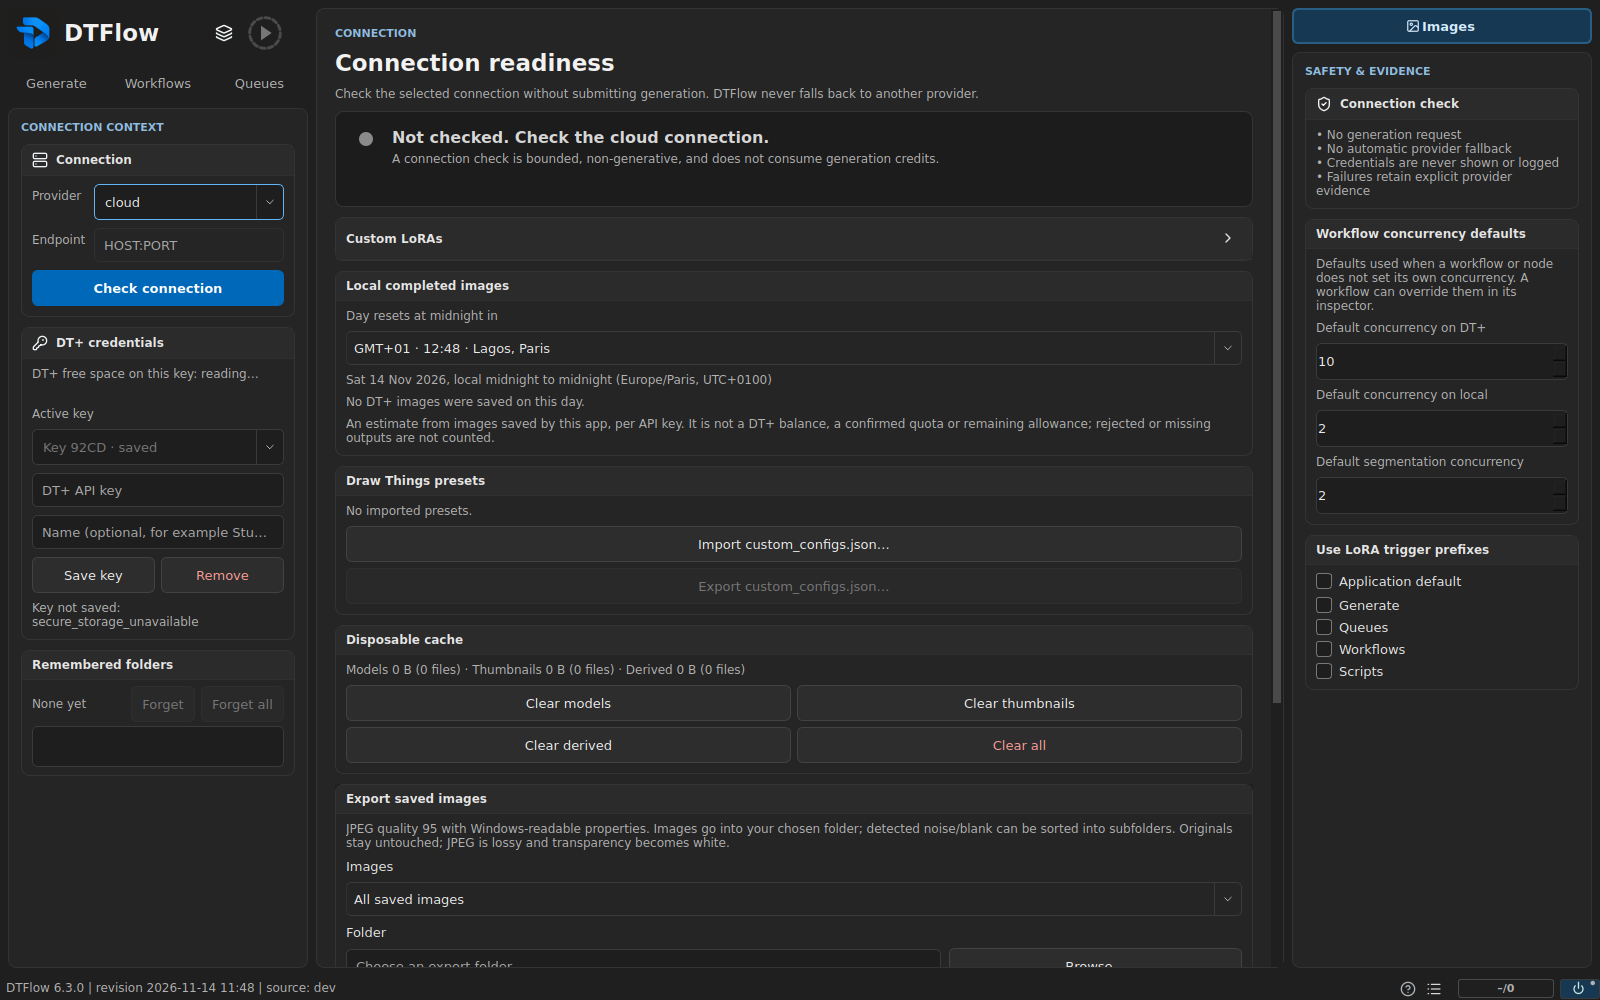 DTFlow
Generate
Workflows
Queues
CONNECTION CONTEXT
Connection
Provider
cloud
Endpoint
HOST:PORT
Check connection
DT+ credentials
DT+ free space on this key: reading…
Active key
Key 92CD · saved
DT+ API key
Name (optional, for example Stu…
Save key
Remove
Key not saved:
secure_storage_unavailable
Remembered folders
None yet
Forget
Forget all
CONNECTION
Connection readiness
Check the selected connection without submitting generation. DTFlow never falls back to another provider.
Not checked. Check the cloud connection.
A connection check is bounded, non-generative, and does not consume generation credits.
Custom LoRAs
Local completed images
Day resets at midnight in
GMT+01 · 12:48 · Lagos, Paris
Sat 14 Nov 2026, local midnight to midnight (Europe/Paris, UTC+0100)
No DT+ images were saved on this day.
An estimate from images saved by this app, per API key. It is not a DT+ balance, a confirmed quota or remaining allowance; rejected or missing
outputs are not counted.
Draw Things presets
No imported presets.
Import custom_configs.json…
Export custom_configs.json…
Disposable cache
Models 0 B (0 files) · Thumbnails 0 B (0 files) · Derived 0 B (0 files)
Clear models
Clear thumbnails
Clear derived
Clear all
Export saved images
JPEG quality 95 with Windows-readable properties. Images go into your chosen folder; detected noise/blank can be sorted into subfolders. Originals
stay untouched; JPEG is lossy and transparency becomes white.
Images
All saved images
Folder
Choose an export folder
Browse
Images
SAFETY & EVIDENCE
Connection check
• No generation request
• No automatic provider fallback
• Credentials are never shown or logged
• Failures retain explicit provider
evidence
Workflow concurrency defaults
Defaults used when a workflow or node
does not set its own concurrency. A
workflow can override them in its
inspector.
Default concurrency on DT+
10
Default concurrency on local
2
Default segmentation concurrency
2
Use LoRA trigger prefixes
Application default
Generate
Queues
Workflows
Scripts
DTFlow 6.3.0 | revision 2026-11-14 11:48 | source: dev
–/0